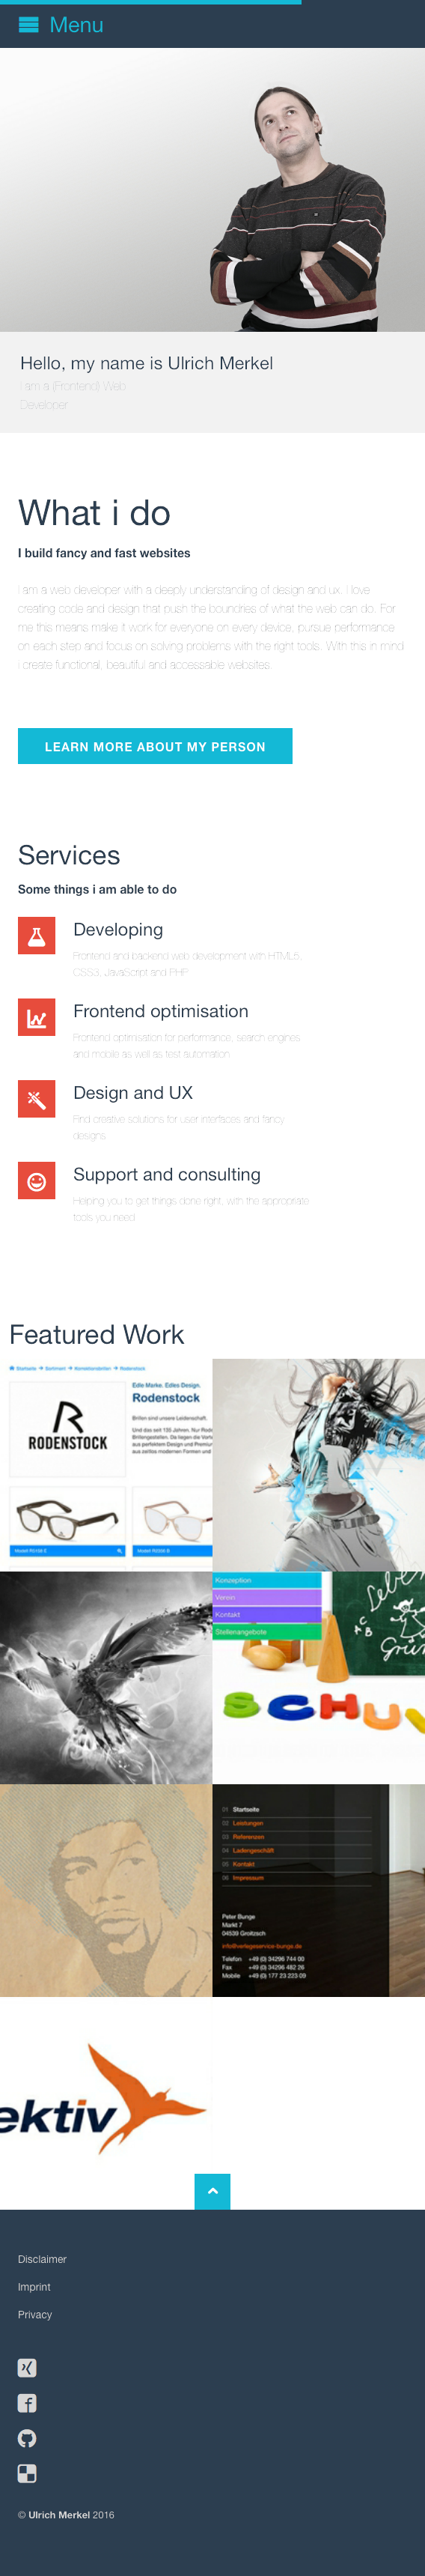 Menu
Hello, my name is Ulrich Merkel
I am a (Frontend) Web
Developer
What i do
I build fancy and fast websites
I am a web developer with a deeply understanding of design and ux. I love
creating code and design that push the boundries of what the web can do. For
me this means make it work for everyone on every device, pursue performance
on each step and focus on solving problems with the right tools. With this in mind
i create functional, beautiful and accessable websites.
LEARN MORE ABOUT MY PERSON
Services
Some things i am able to do
Developing
Frontend and backend web development with HTML5,
CSS3, JavaScript and PHP
Frontend optimisation
Frontend optimisation for performance, search engines
and mobile as well as test automation
Design and UX
Find creative solutions for user interfaces and fancy
designs
Support and consulting
Helping you to get things done right, with the appropriate
tools you need
Featured Work
Startseite Sortiment Korrektionsbrillen Rodenstock
Edle Marke. Edles Design.
Rodenstock
RODENSTOCK
Brillen sind unsere Leidenschaft.
Und das seit 135 Jahren. Nur Rode
Brillengestellen. Da liegen die Vorte
aus perfektem Design und Premium
aus zeitlos modernen Formen und
Konzeption
Verein
Kontakt
Stellenangebote
Lebe
Grün
SCHU
01 Startseite
02 Leistungen
03 Referenzen
04 Ladengeschäft
05 Kontakt
06 Impressum
Peter Bunge
Markt 7
04539 Groitzsch
info@verlegeservice-bunge.de
Telefon +49 (0) 34296 744 00
Fax +49 (0) 34296 482 26
Mobile +49 (0) 177 23 223 09
ektiv
Disclaimer
Imprint
Privacy
© Ulrich Merkel 2016